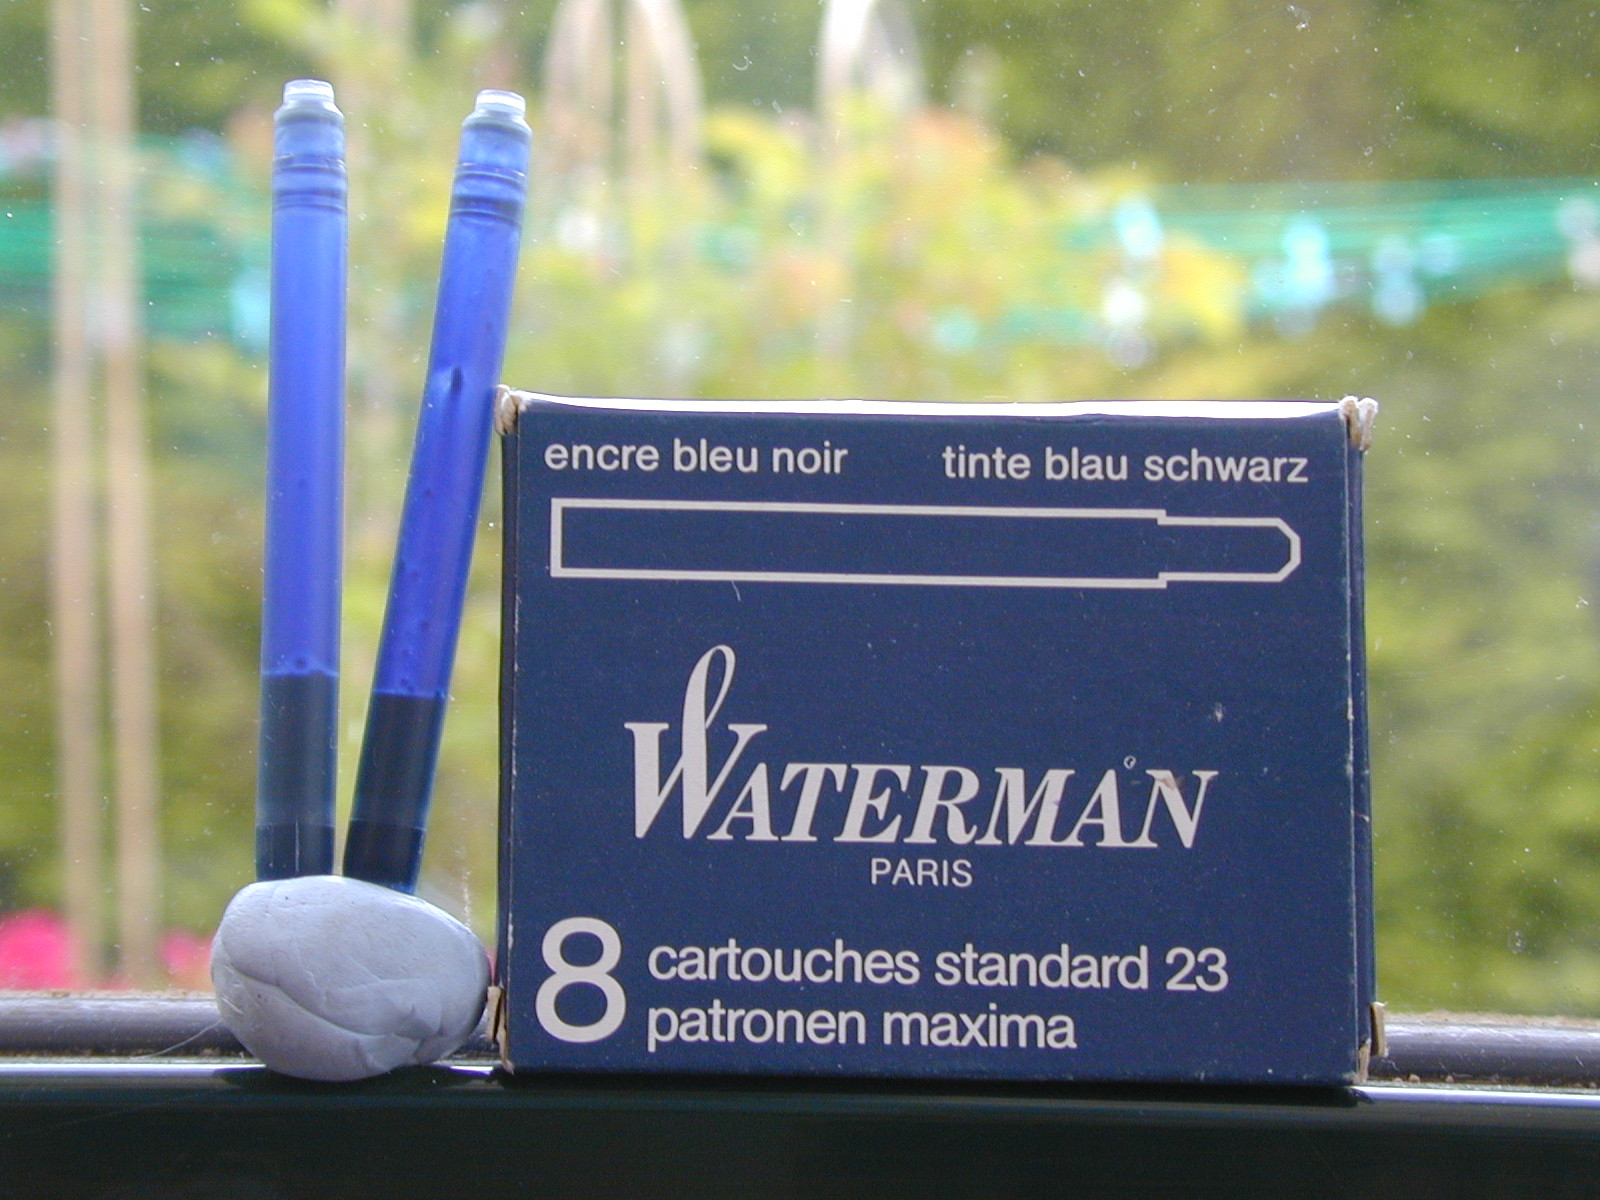 encre bleu noir tinte blau schwarz
WATERMAN
PARIS
8 cartouches standard 23
patronen maxima